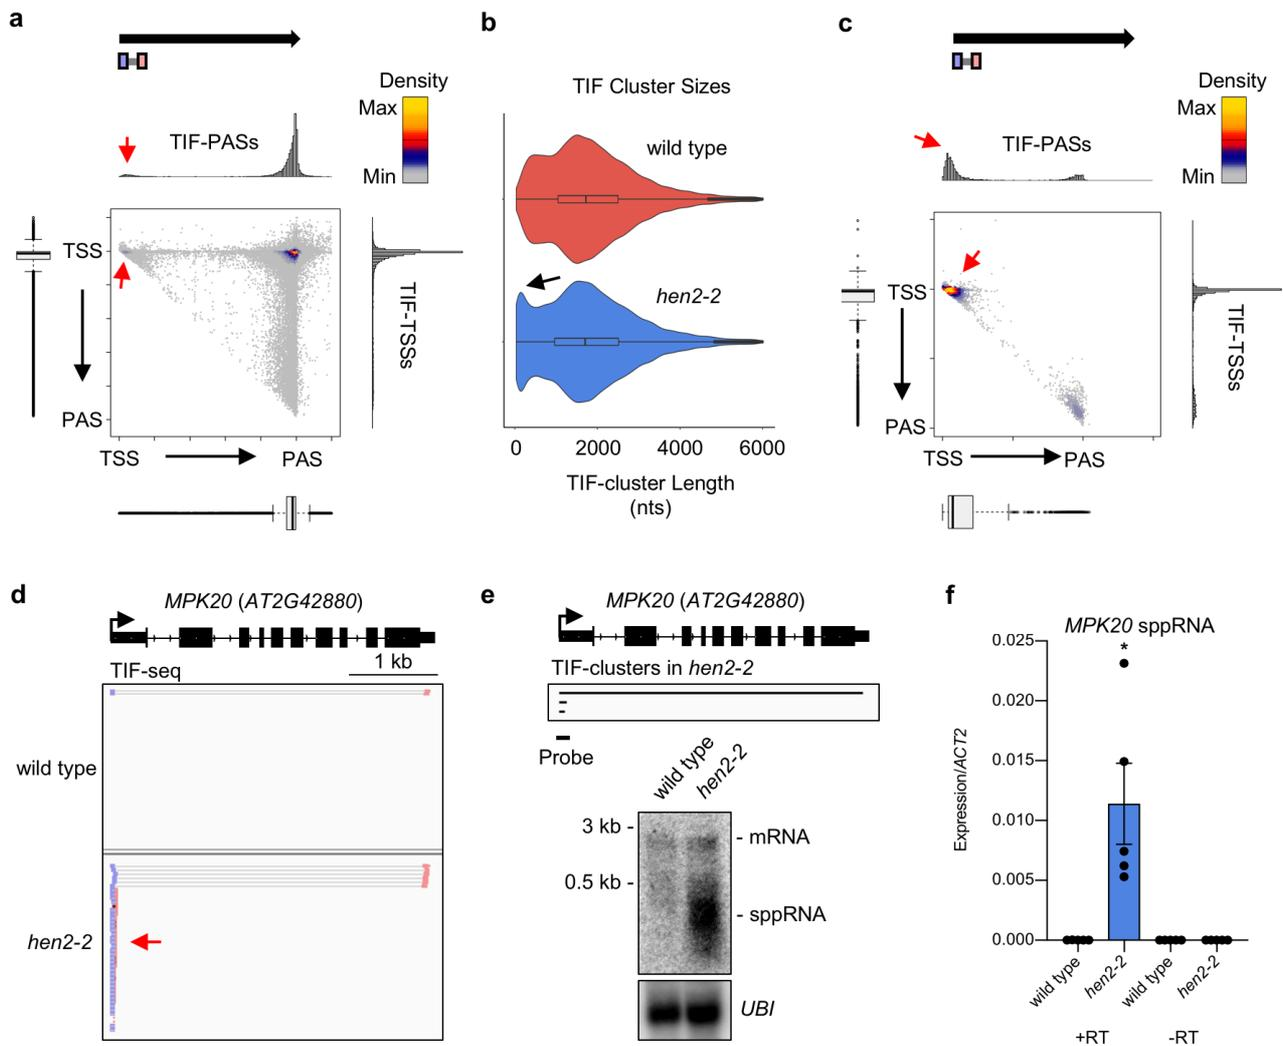 a
b
c
Density
Max
Min
TIF-PASs
TSS
PAS
TIF-TSSs
TSS
PAS
TIF Cluster Sizes
wild type
hen2-2
0
2000
4000
6000
TIF-cluster Length
(nts)
Density
Max
Min
TIF-PASs
TSS
PAS
TIF-TSSs
TSS
PAS
d
MPK20 (AT2G42880)
TIF-seq
1 kb
wild type
hen2-2
e
MPK20 (AT2G42880)
TIF-clusters in hen2-2
Probe
wild type
hen2-2
3 kb -
- mRNA
0.5 kb -
- sppRNA
UBI
f
MPK20 sppRNA
*
Expression/ACT2
0.025
0.020
0.015
0.010
0.005
0.000
wild type
hen2-2
wild type
hen2-2
+RT
-RT